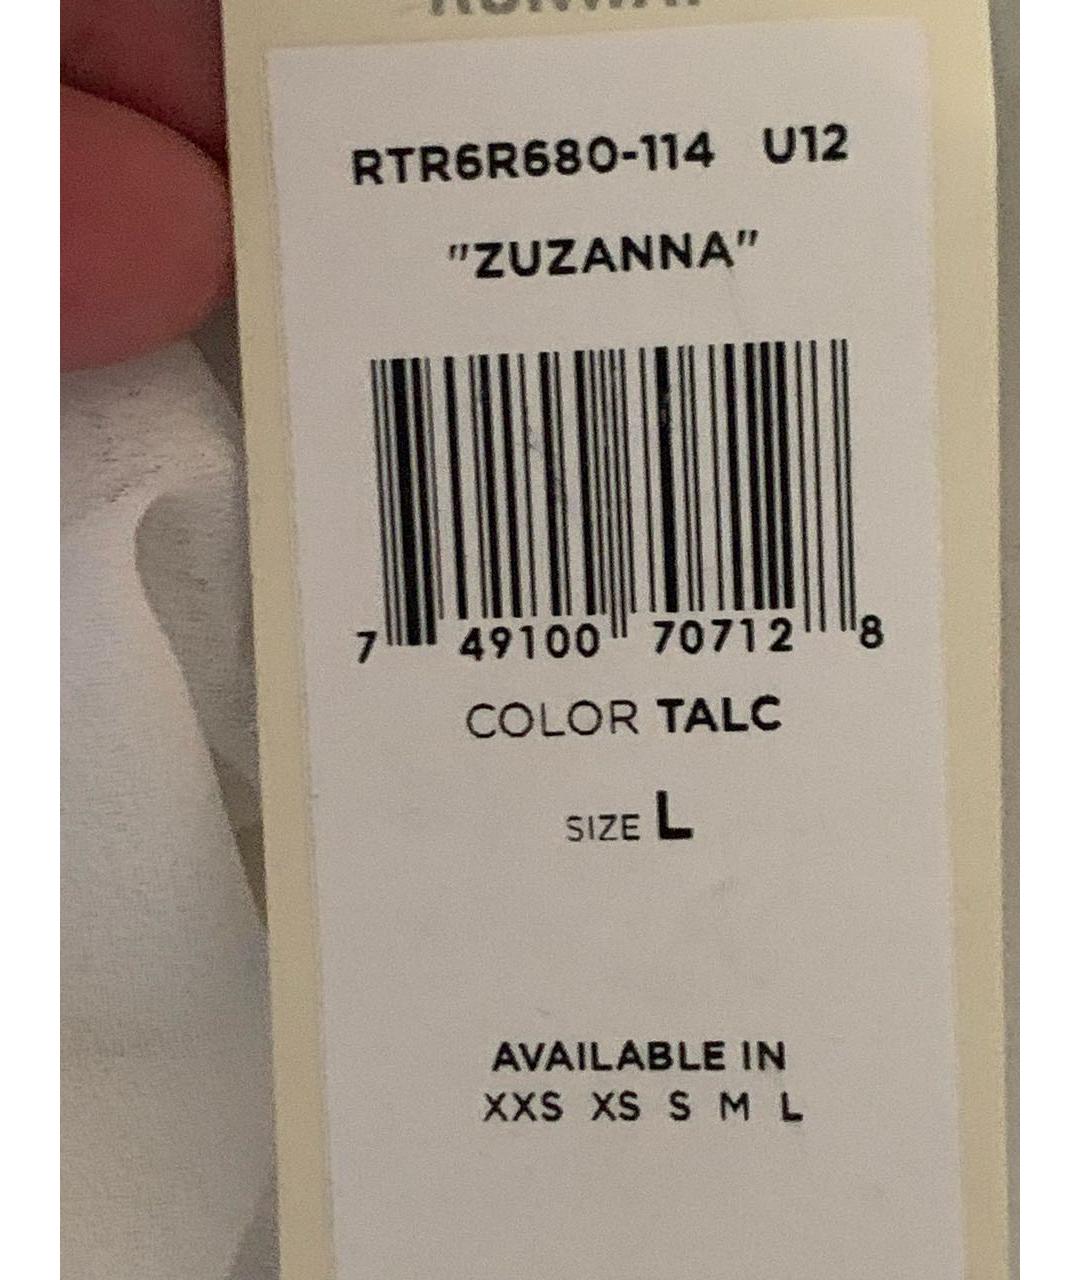 RTR6R680-114 U12
"ZUZANNA"
7 49100 70712 8
COLOR TALC
SIZE L
AVAILABLE IN
XXS XS S M L